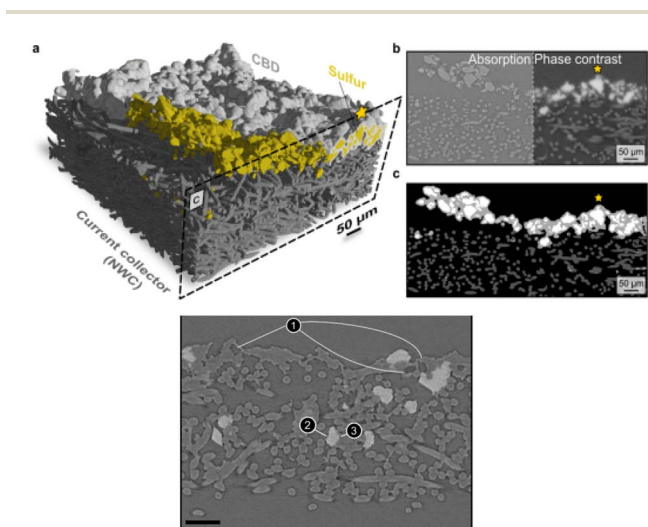 a
CBD
Sulfur
C
Current collector
(NWC)
50 µm
b
Absorption Phase contrast
50 µm
c
50 µm
1
2
3